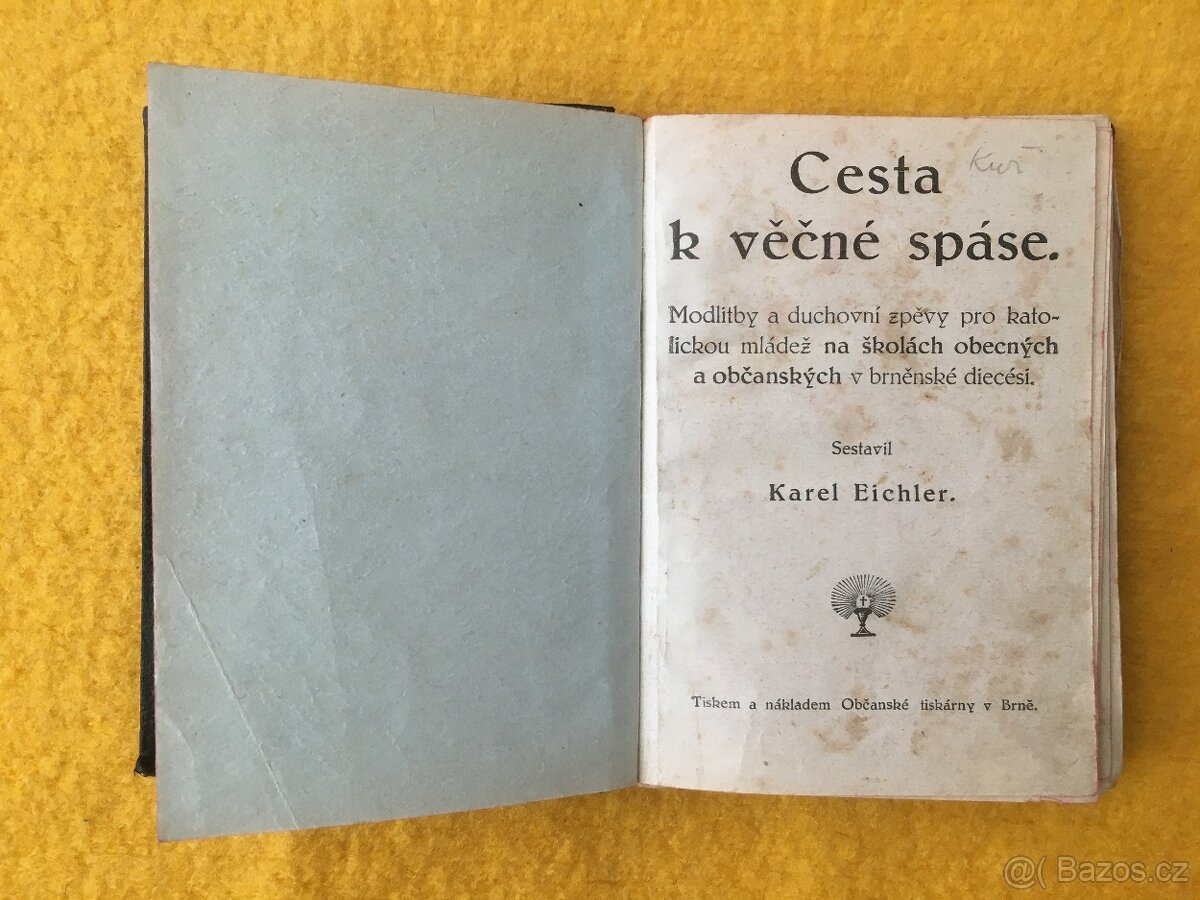 Cesta
k věčné spáse.
Modlitby a duchovní zpěvy pro kato-
lickou mládež na školách obecných
a občanských v brněnské diecési.
Sestavil
Karel Eichler.
Tiskem a nákladem Občanské tiskárny v Brně.
@( Bazos.cz